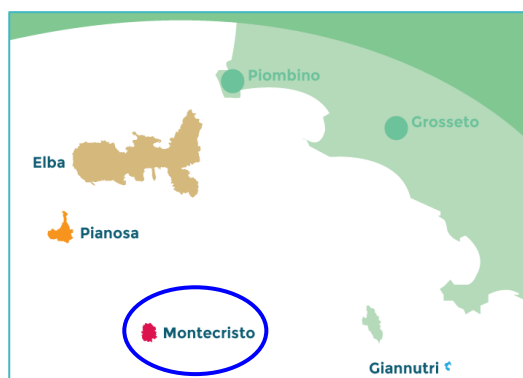 Piombino
Grosseto
Elba
Pianosa
Montecristo
Giannutri